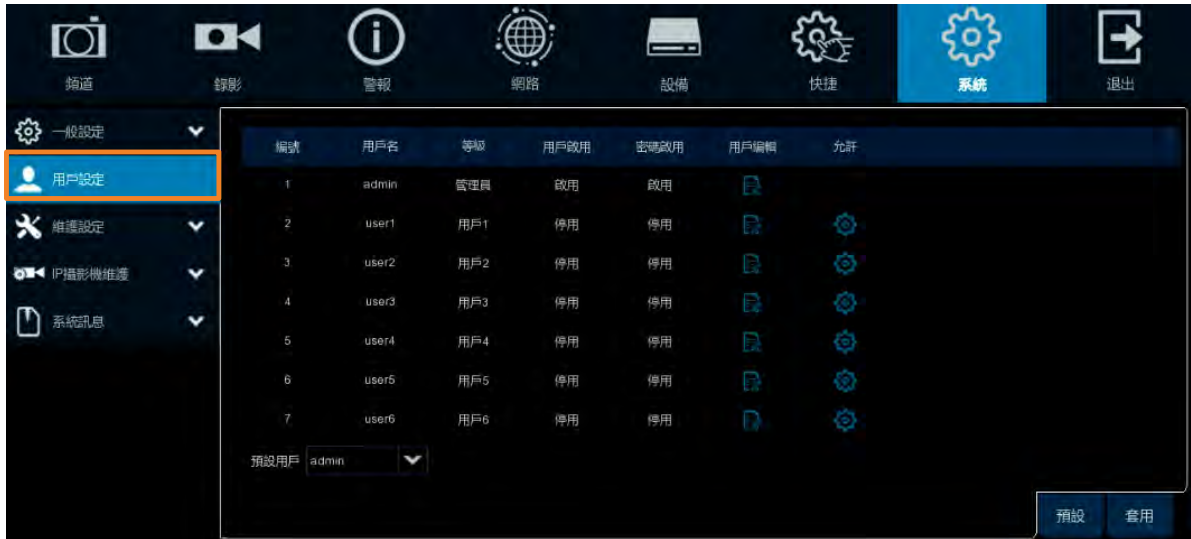 頻道 錄影 警報 網路 設備 快捷 系統 退出
一般設定
用戶設定
維護設定
IP攝影機維護
系統訊息
編號 用戶名 等級 用戶啟用 密碼啟用 用戶編輯 允許
1 admin 管理員 啟用 啟用
2 user1 用戶1 停用 停用
3 user2 用戶2 停用 停用
4 user3 用戶3 停用 停用
5 user4 用戶4 停用 停用
6 user5 用戶5 停用 停用
7 user6 用戶6 停用 停用
預設用戶 admin
預設 套用